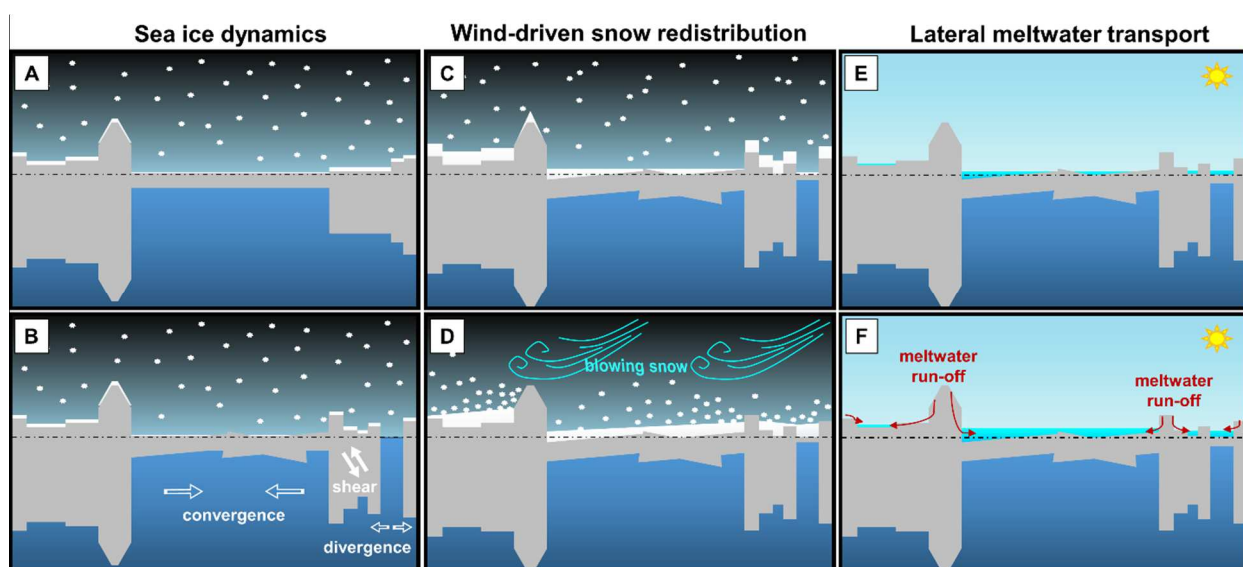 Sea ice dynamics
Wind-driven snow redistribution
Lateral meltwater transport
A
C
E
B
shear
convergence
divergence
D
blowing snow
F
meltwater
run-off
meltwater
run-off